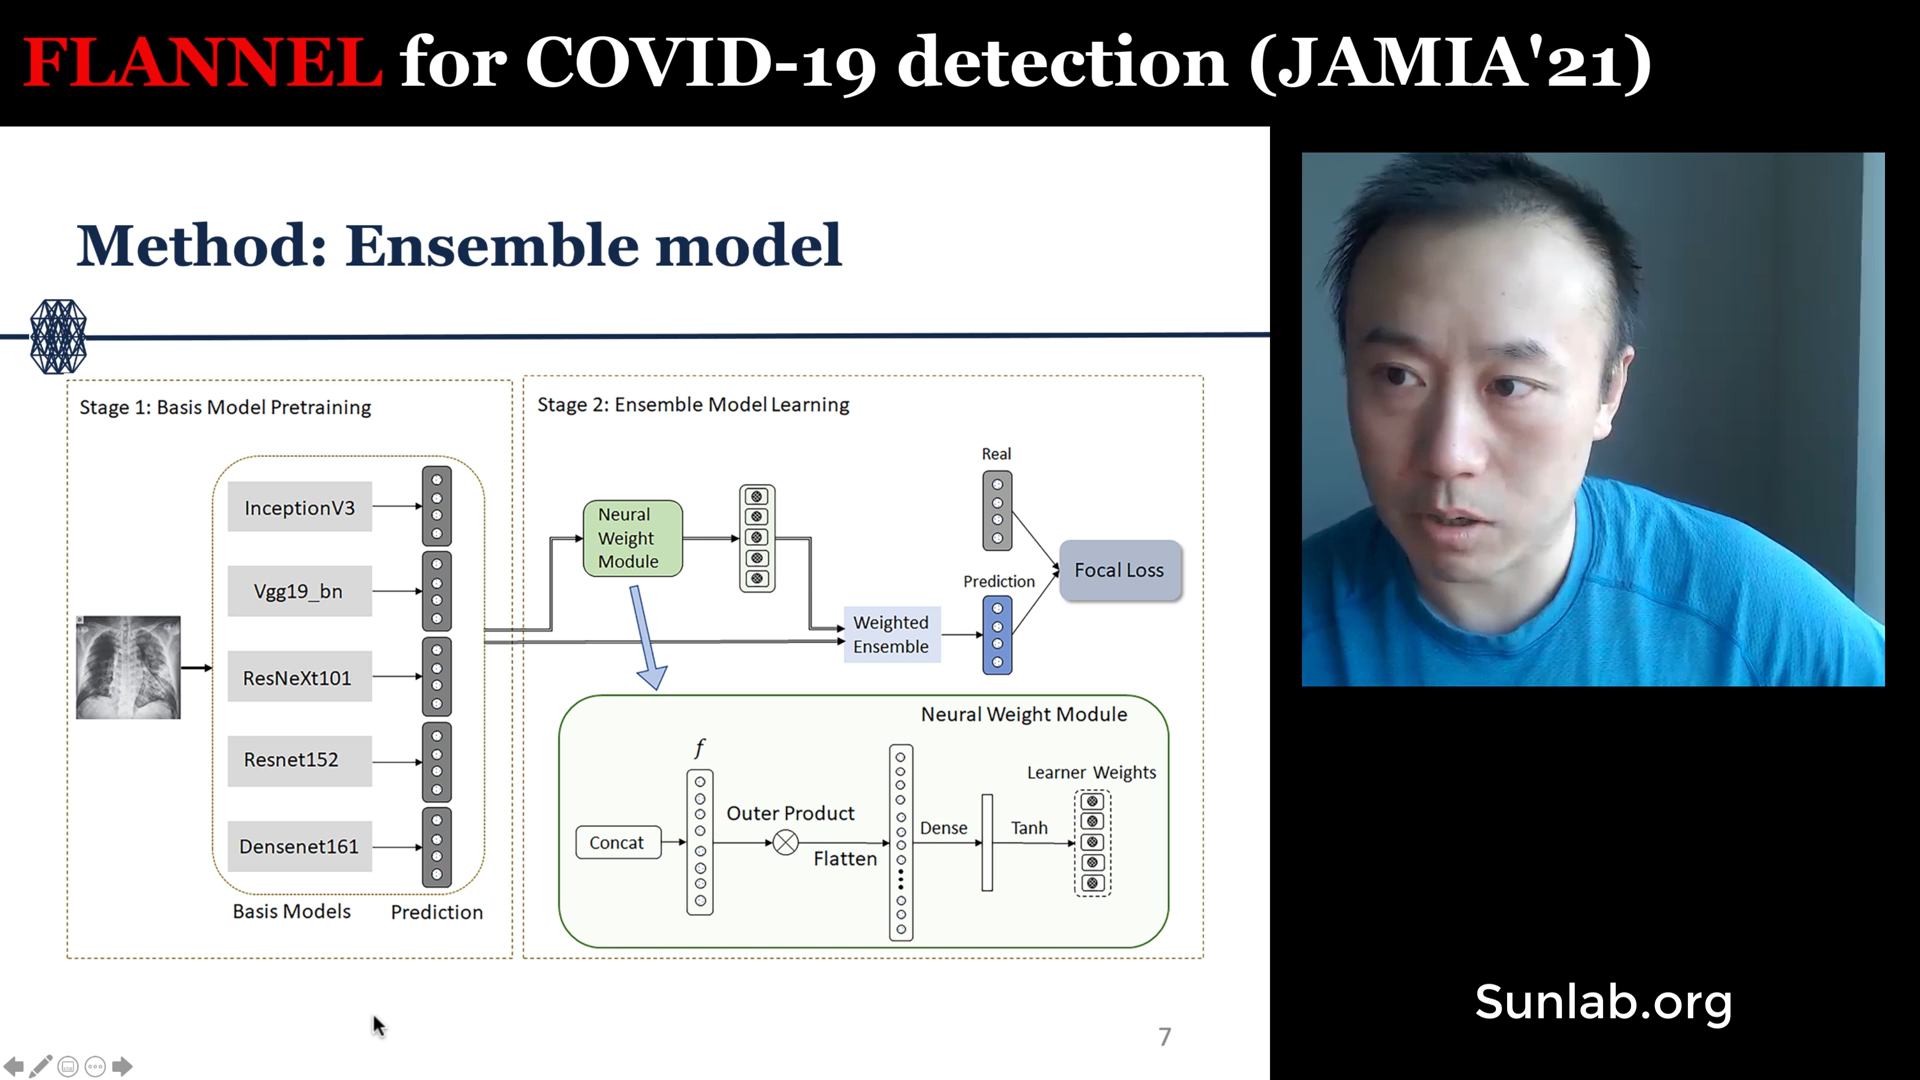 FLANNEL for COVID-19 detection (JAMIA'21)
Method: Ensemble model
Stage 1: Basis Model Pretraining
InceptionV3
Vgg19_bn
ResNeXt101
Resnet152
Densenet161
Basis Models
Prediction
Stage 2: Ensemble Model Learning
Neural
Weight
Module
Real
Prediction
Focal Loss
Weighted
Ensemble
Neural Weight Module
f
Concat
Outer Product
Flatten
Dense
Tanh
Learner Weights
7
Sunlab.org